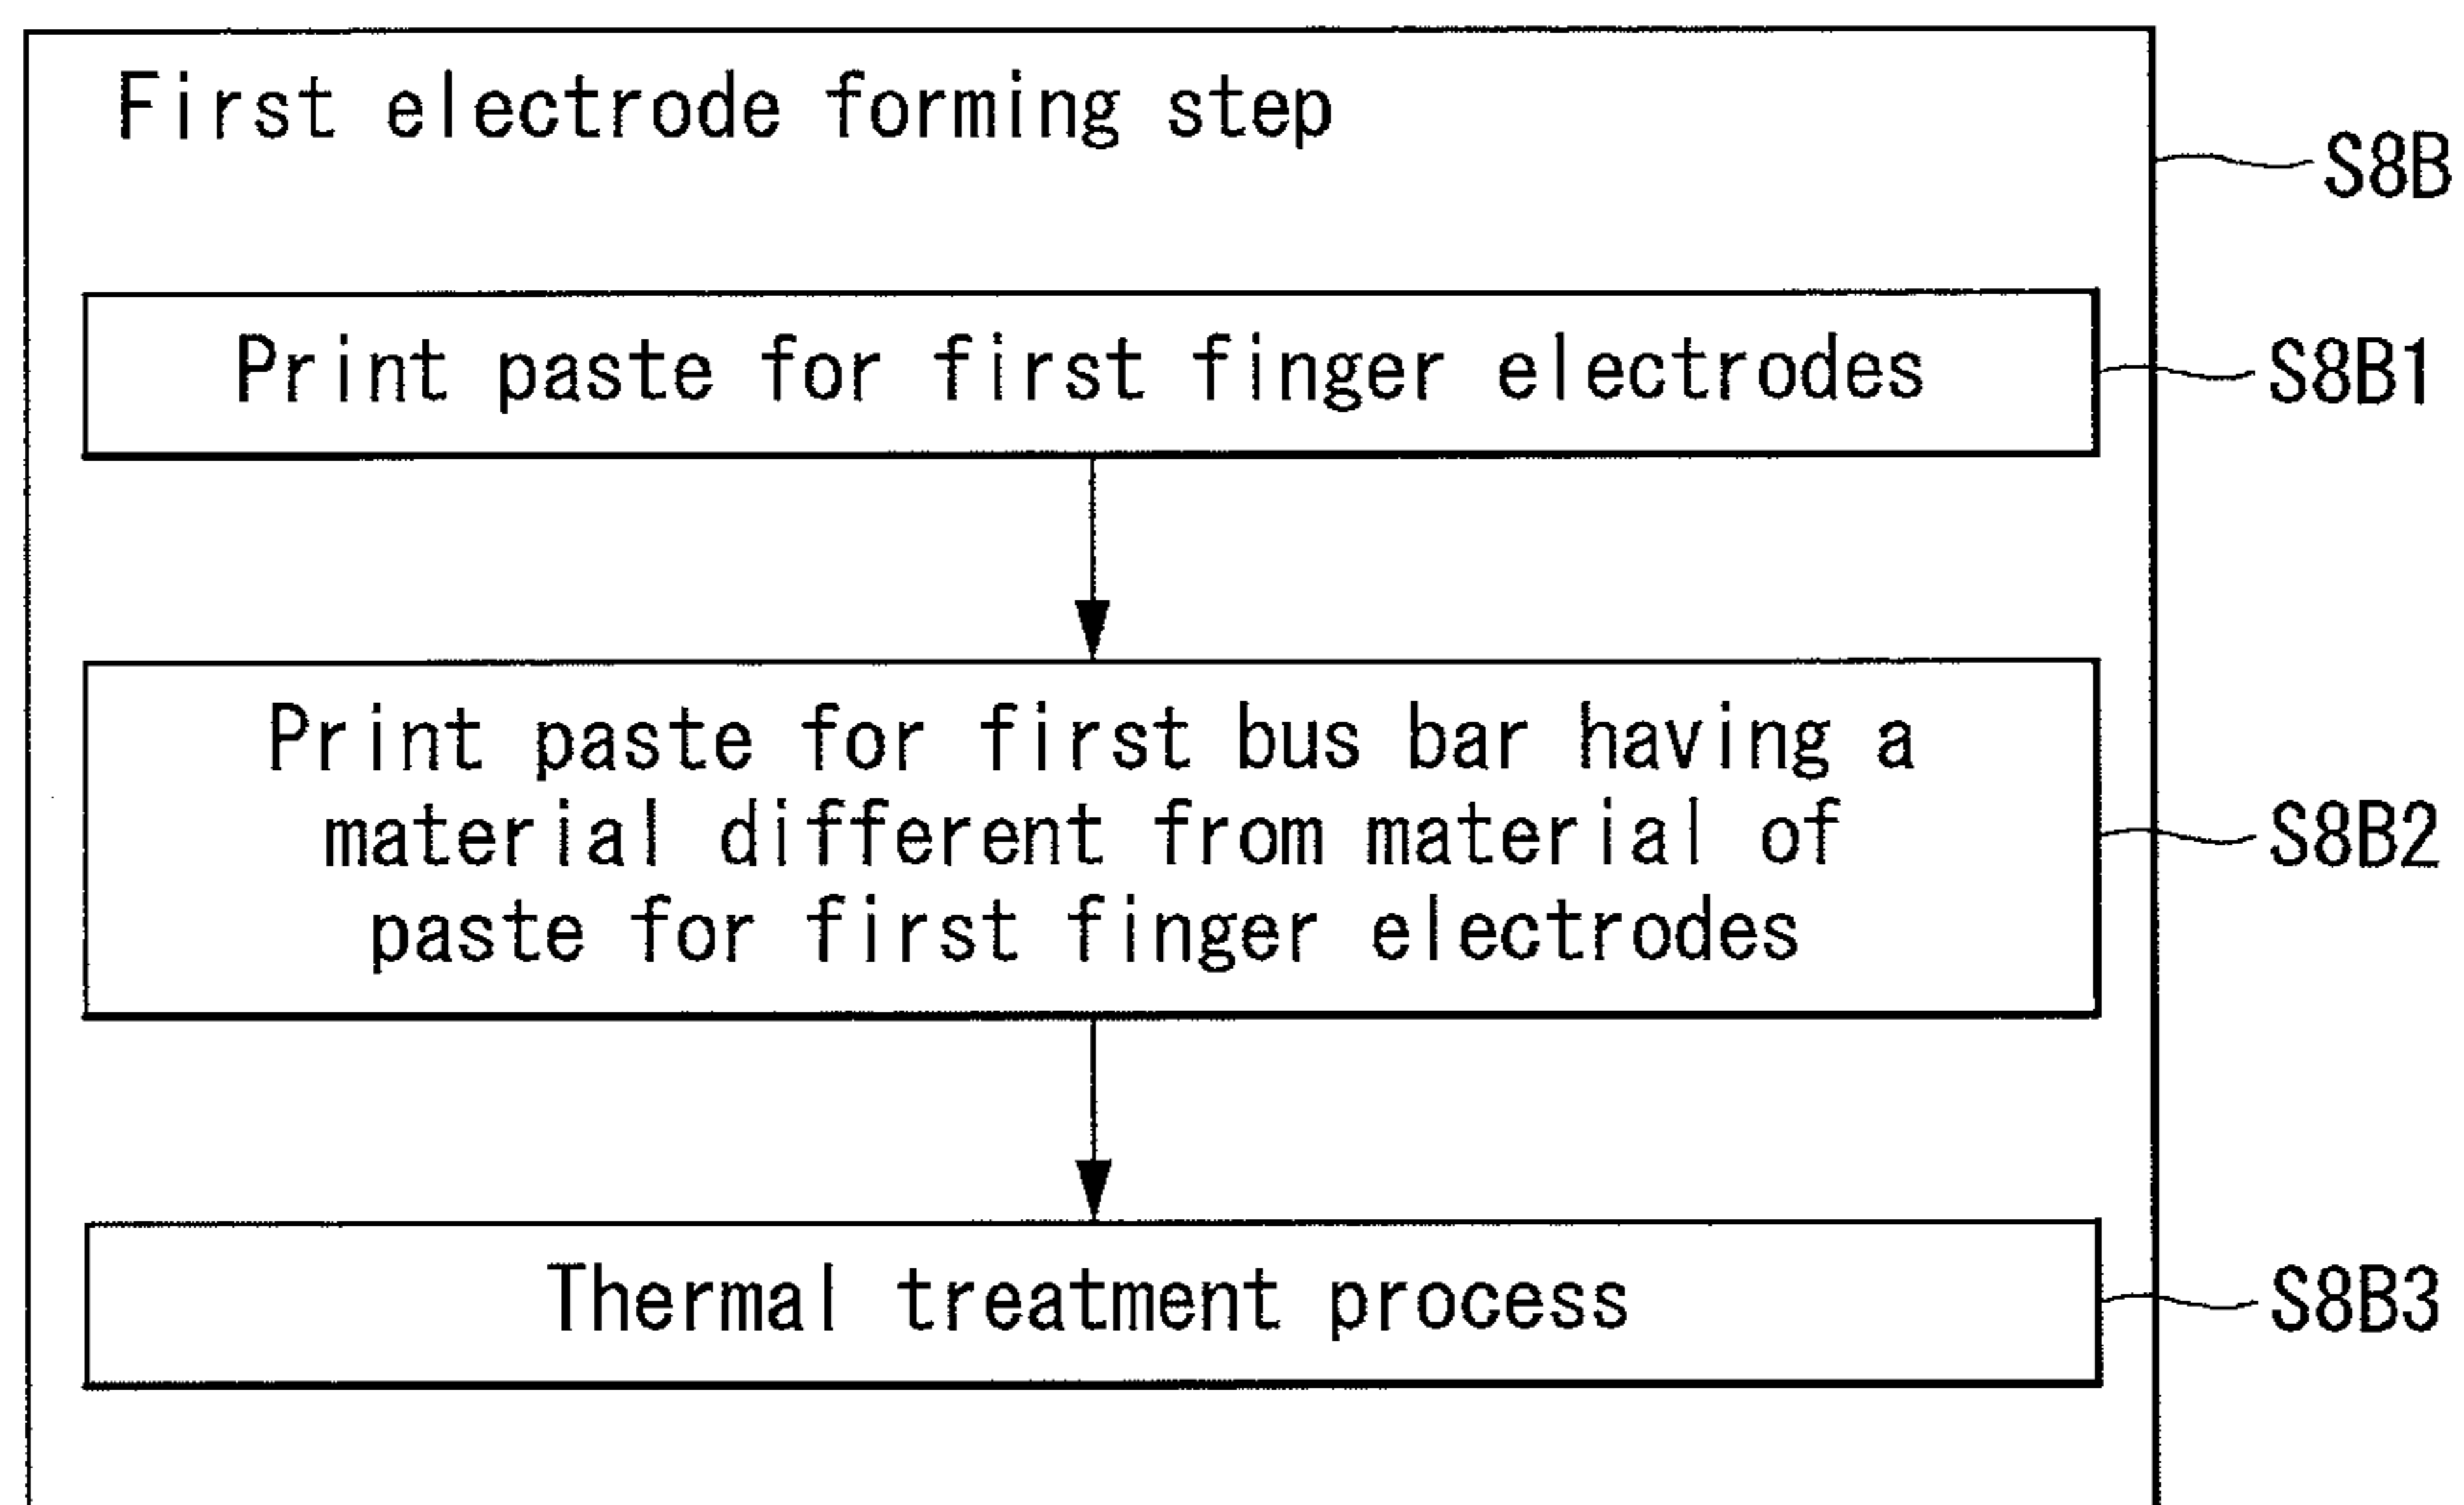 First electrode forming step
S8B
Print paste for first finger electrodes
S8B1
Print paste for first bus bar having a
material different from material of
paste for first finger electrodes
S8B2
Thermal treatment process
S8B3